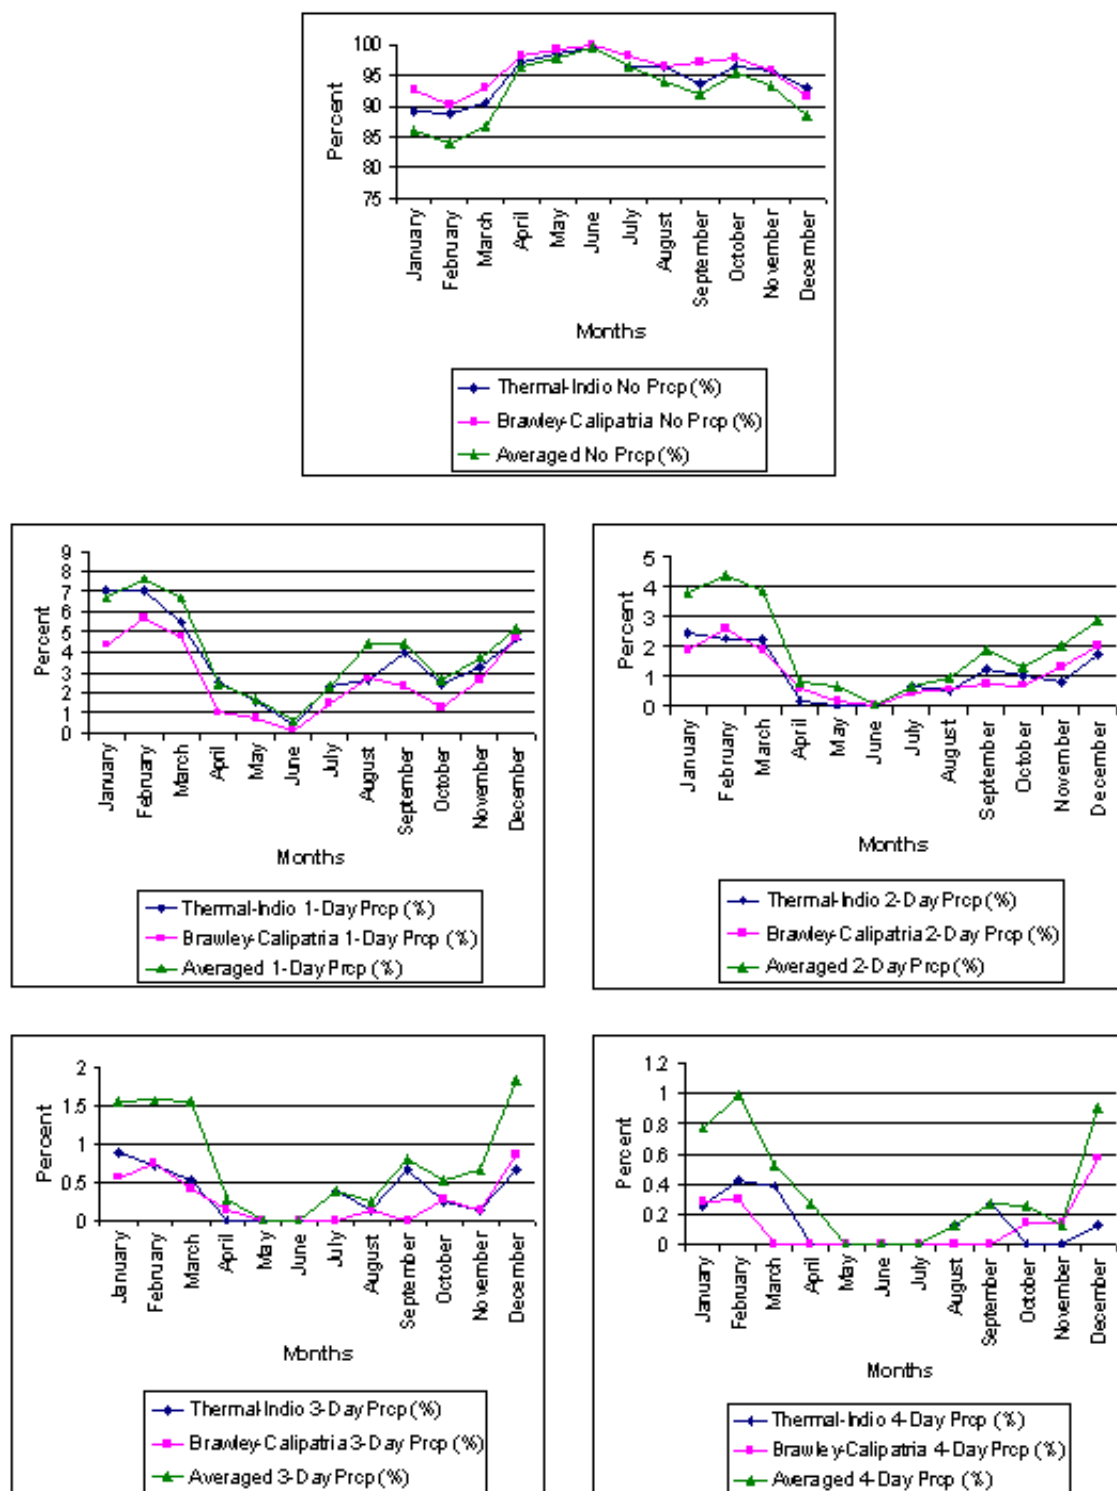 100
95
90
85
80
75
Percent
January
February
March
April
May
June
July
August
September
October
November
December
Months
Thermal-Indio No Prcp (%)
Brawley-Calipatria No Prcp (%)
Averaged No Prcp (%)
9
8
7
6
5
4
3
2
1
0
Percent
January
February
March
April
May
June
July
August
September
October
November
December
Months
Thermal-Indio 1-Day Prcp (%)
Brawley-Calipatria 1-Day Prcp (%)
Averaged 1-Day Prcp (%)
5
4
3
2
1
0
Percent
January
February
March
April
May
June
July
August
September
October
November
December
Months
Thermal-Indio 2-Day Prcp (%)
Brawley-Calipatria 2-Day Prcp (%)
Averaged 2-Day Prcp (%)
2
1.5
1
0.5
0
Percent
January
February
March
April
May
June
July
August
September
October
November
December
Months
Thermal-Indio 3-Day Prcp (%)
Brawley-Calipatria 3-Day Prcp (%)
Averaged 3-Day Prcp (%)
1.2
1
0.8
0.6
0.4
0.2
0
Percent
January
February
March
April
May
June
July
August
September
October
November
December
Months
Thermal-Indio 4-Day Prcp (%)
Brawley-Calipatria 4-Day Prcp (%)
Averaged 4-Day Prcp (%)